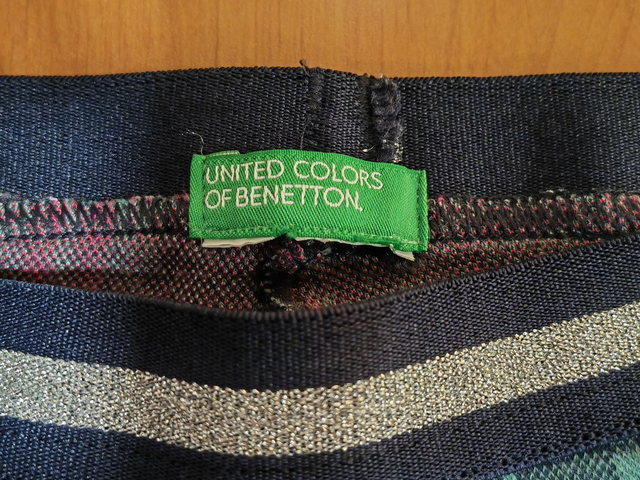 UNITED COLORS
OF BENETTON.